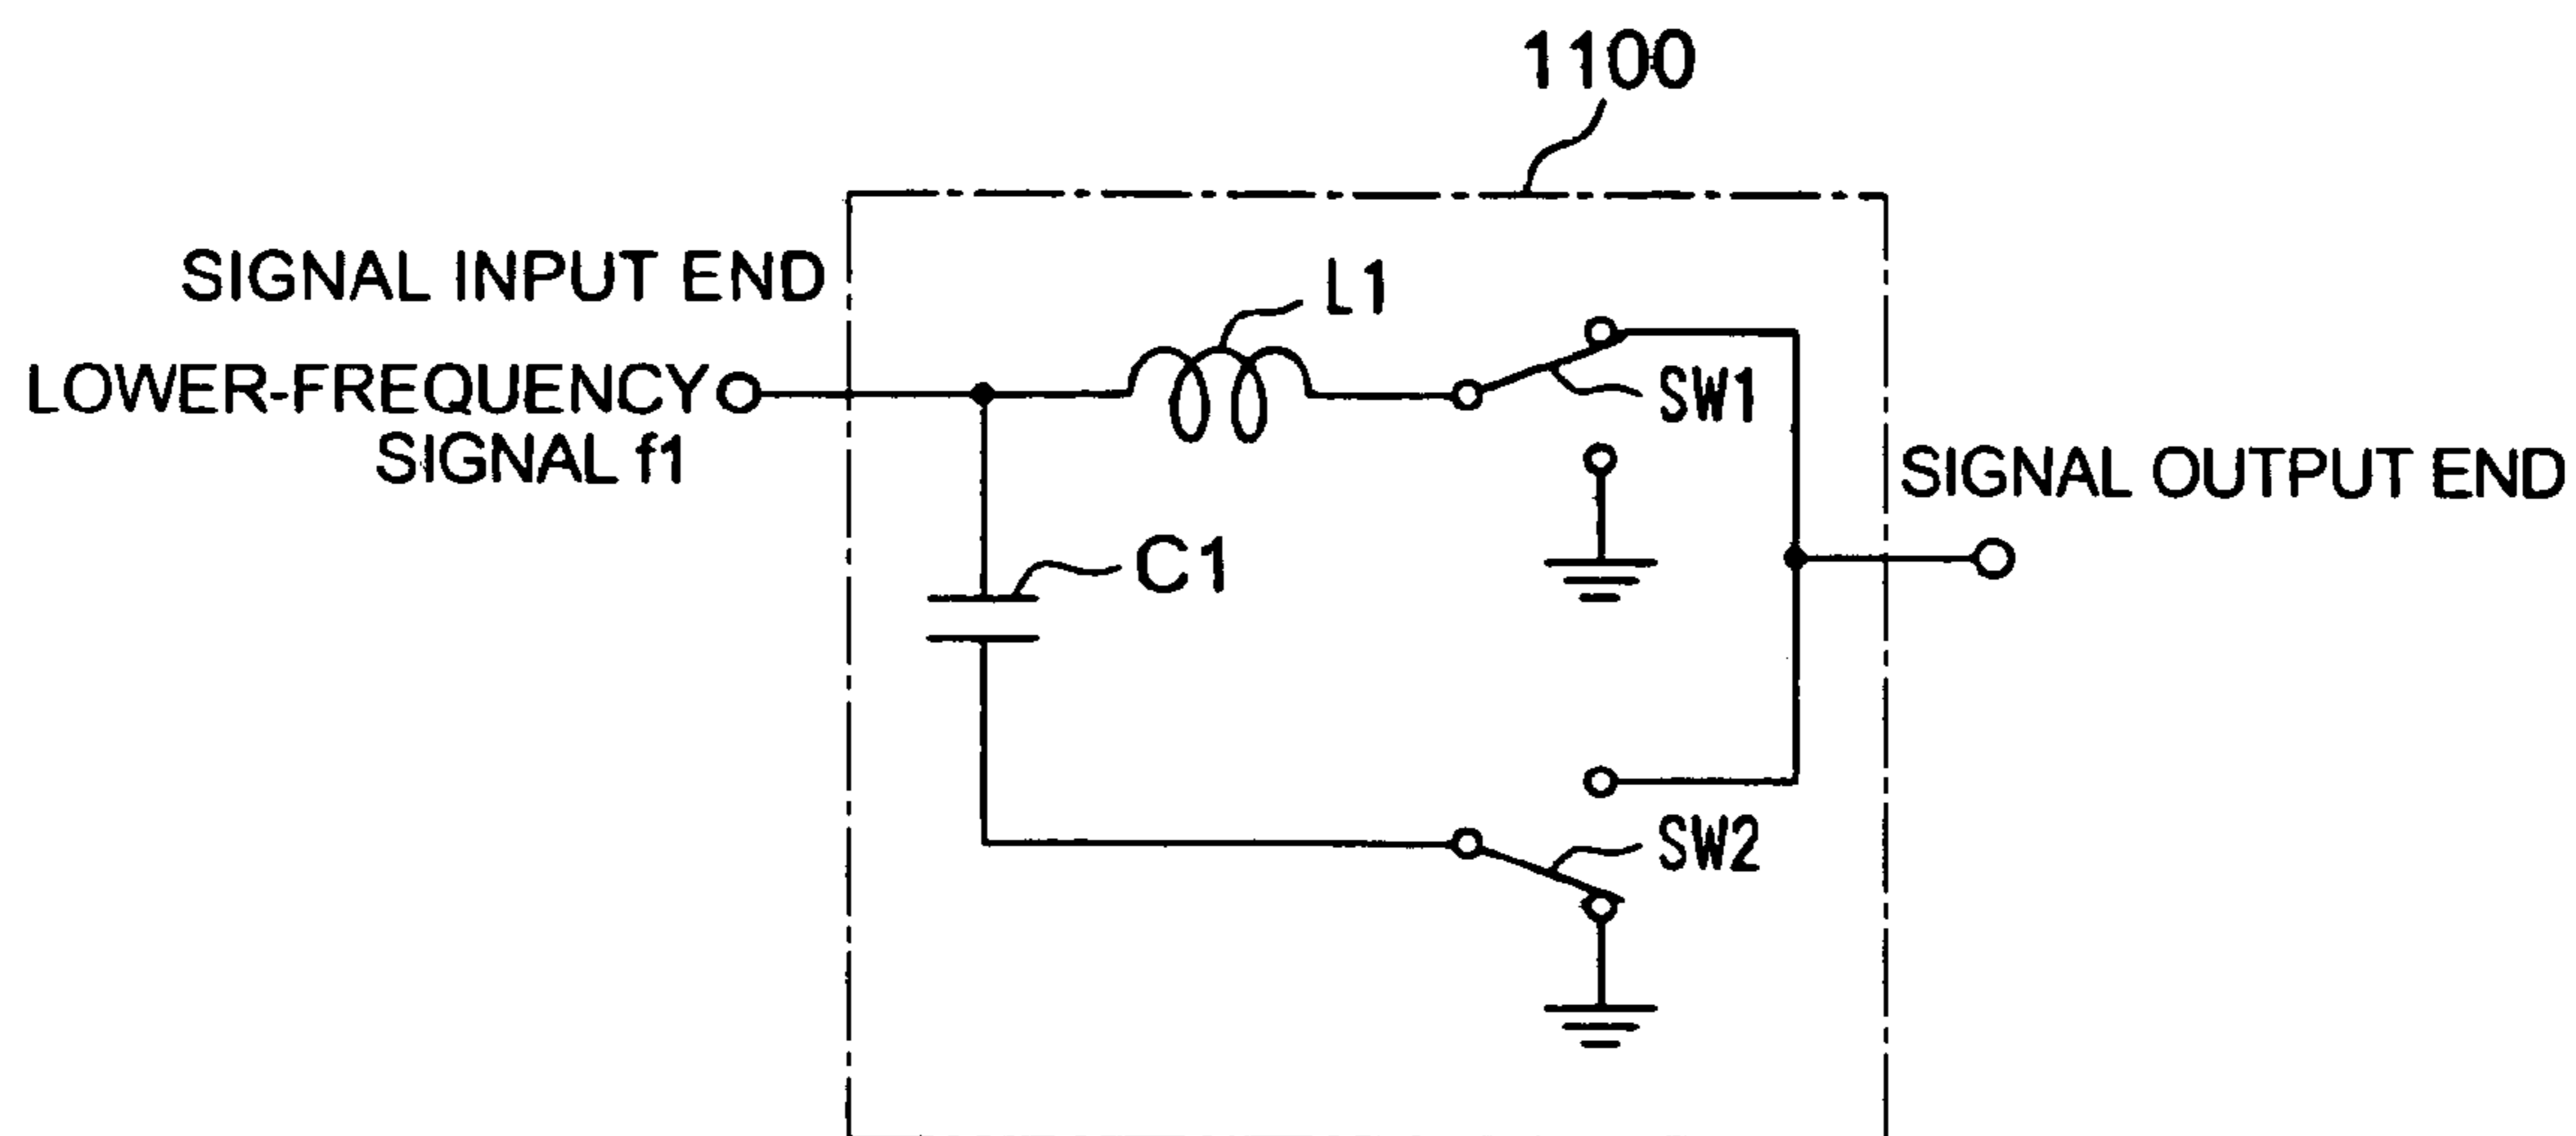 1100
SIGNAL INPUT END
LOWER-FREQUENCY
SIGNAL f1
L1
SW1
SIGNAL OUTPUT END
C1
SW2